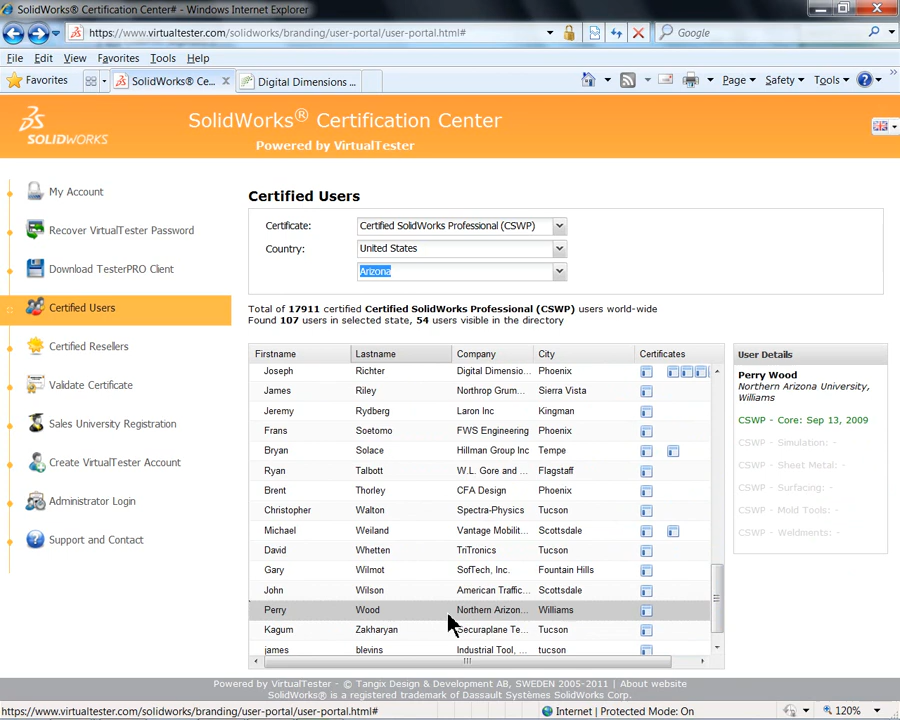 SolidWorks® Certification Center# - Windows Internet Explorer
https://www.virtualtester.com/solidworks/branding/user-portal/user-portal.html#
Google
File Edit View Favorites Tools Help
Favorites
SolidWorks® Ce...
Digital Dimensions ...
Page Safety Tools
SOLIDWORKS
SolidWorks® Certification Center
Powered by VirtualTester
My Account
Recover VirtualTester Password
Download TesterPRO Client
Certified Users
Certified Resellers
Validate Certificate
Sales University Registration
Create VirtualTester Account
Administrator Login
Support and Contact
Certified Users
Certificate: Certified SolidWorks Professional (CSWP)
Country: United States
Arizona
Total of 17911 certified Certified SolidWorks Professional (CSWP) users world-wide
Found 107 users in selected state, 54 users visible in the directory
Firstname Lastname Company City Certificates
Joseph Richter Digital Dimensio... Phoenix
James Riley Northrop Grum... Sierra Vista
Jeremy Rydberg Laron Inc Kingman
Frans Soetomo FWS Engineering Phoenix
Bryan Solace Hillman Group Inc Tempe
Ryan Talbott W.L. Gore and ... Flagstaff
Brent Thorley CFA Design Phoenix
Christopher Walton Spectra-Physics Tucson
Michael Weiland Vantage Mobilit... Scottsdale
David Whetten TriTronics Tucson
Gary Wilmot SofTech, Inc. Fountain Hills
John Wilson American Traffic... Scottsdale
Perry Wood Northern Arizon... Williams
Kagum Zakharyan Securaplane Te... Tucson
james blevins Industrial Tool, ... tucson
User Details
Perry Wood
Northern Arizona University,
Williams
CSWP - Core: Sep 13, 2009
CSWP - Simulation: -
CSWP - Sheet Metal: -
CSWP - Surfacing: -
CSWP - Mold Tools: -
CSWP - Weldments: -
Powered by VirtualTester - © Tangix Design & Development AB, SWEDEN 2005-2011 | About website
SolidWorks® is a registered trademark of Dassault Systèmes SolidWorks Corp.
https://www.virtualtester.com/solidworks/branding/user-portal/user-portal.html#
Internet | Protected Mode: On
120%